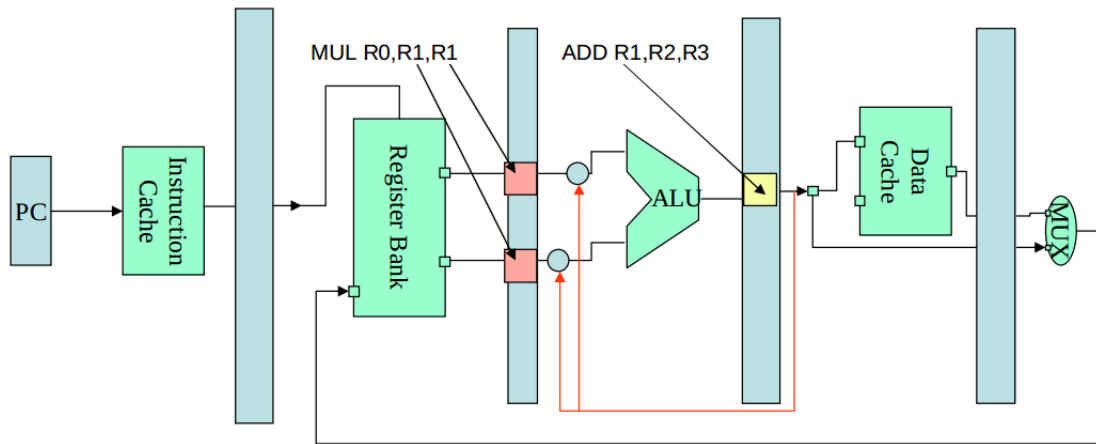 MUL R0,R1,R1
ADD R1,R2,R3
PC
Instruction
Cache
Register Bank
ALU
Data
Cache
MUX